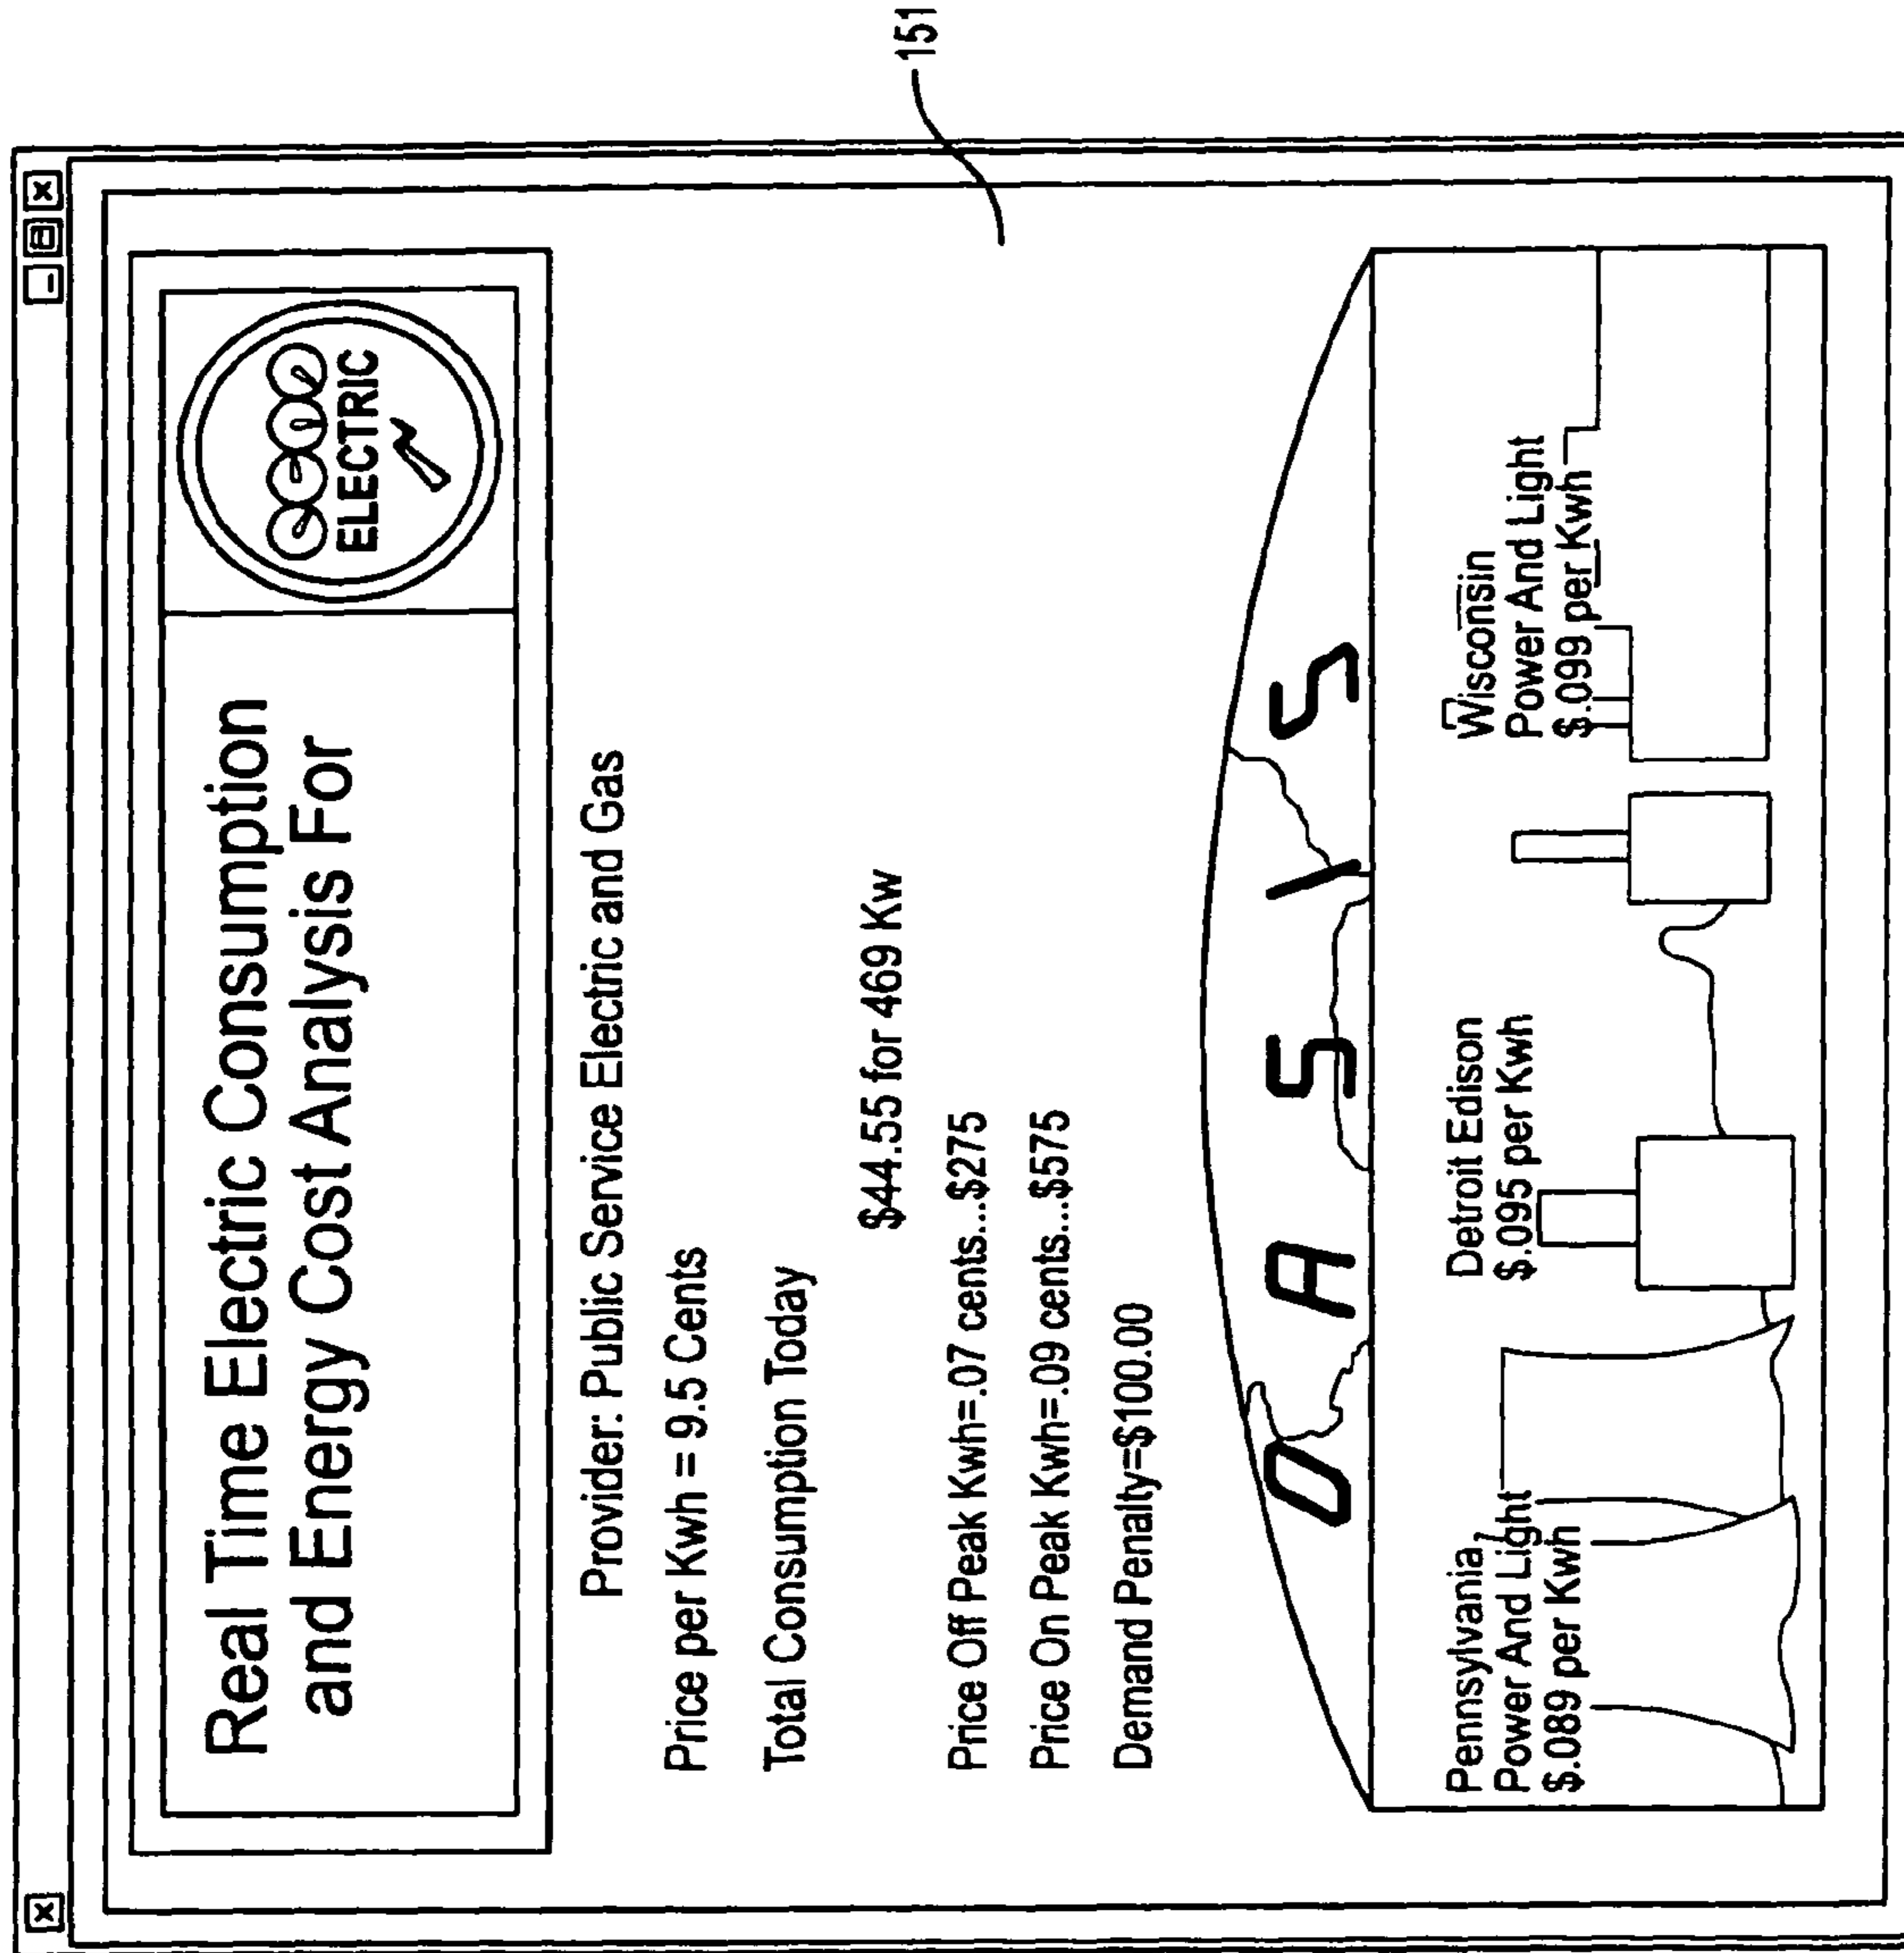 Real Time Electric Consumption
and Energy Cost Analysis For
ELECTRIC
Provider: Public Service Electric and Gas
Price per Kwh = 9.5 Cents
Total Consumption Today
$44.55 for 469 Kw
Price Off Peak Kwh=.07 cents...$275
Price On Peak Kwh=.09 cents...$575
Demand Penalty=$100.00
151
O A S S Y S
Pennsylvania
Power And Light
$.089 per Kwh
Detroit Edison
$.095 per Kwh
Wisconsin
Power And Light
$.099 per Kwh